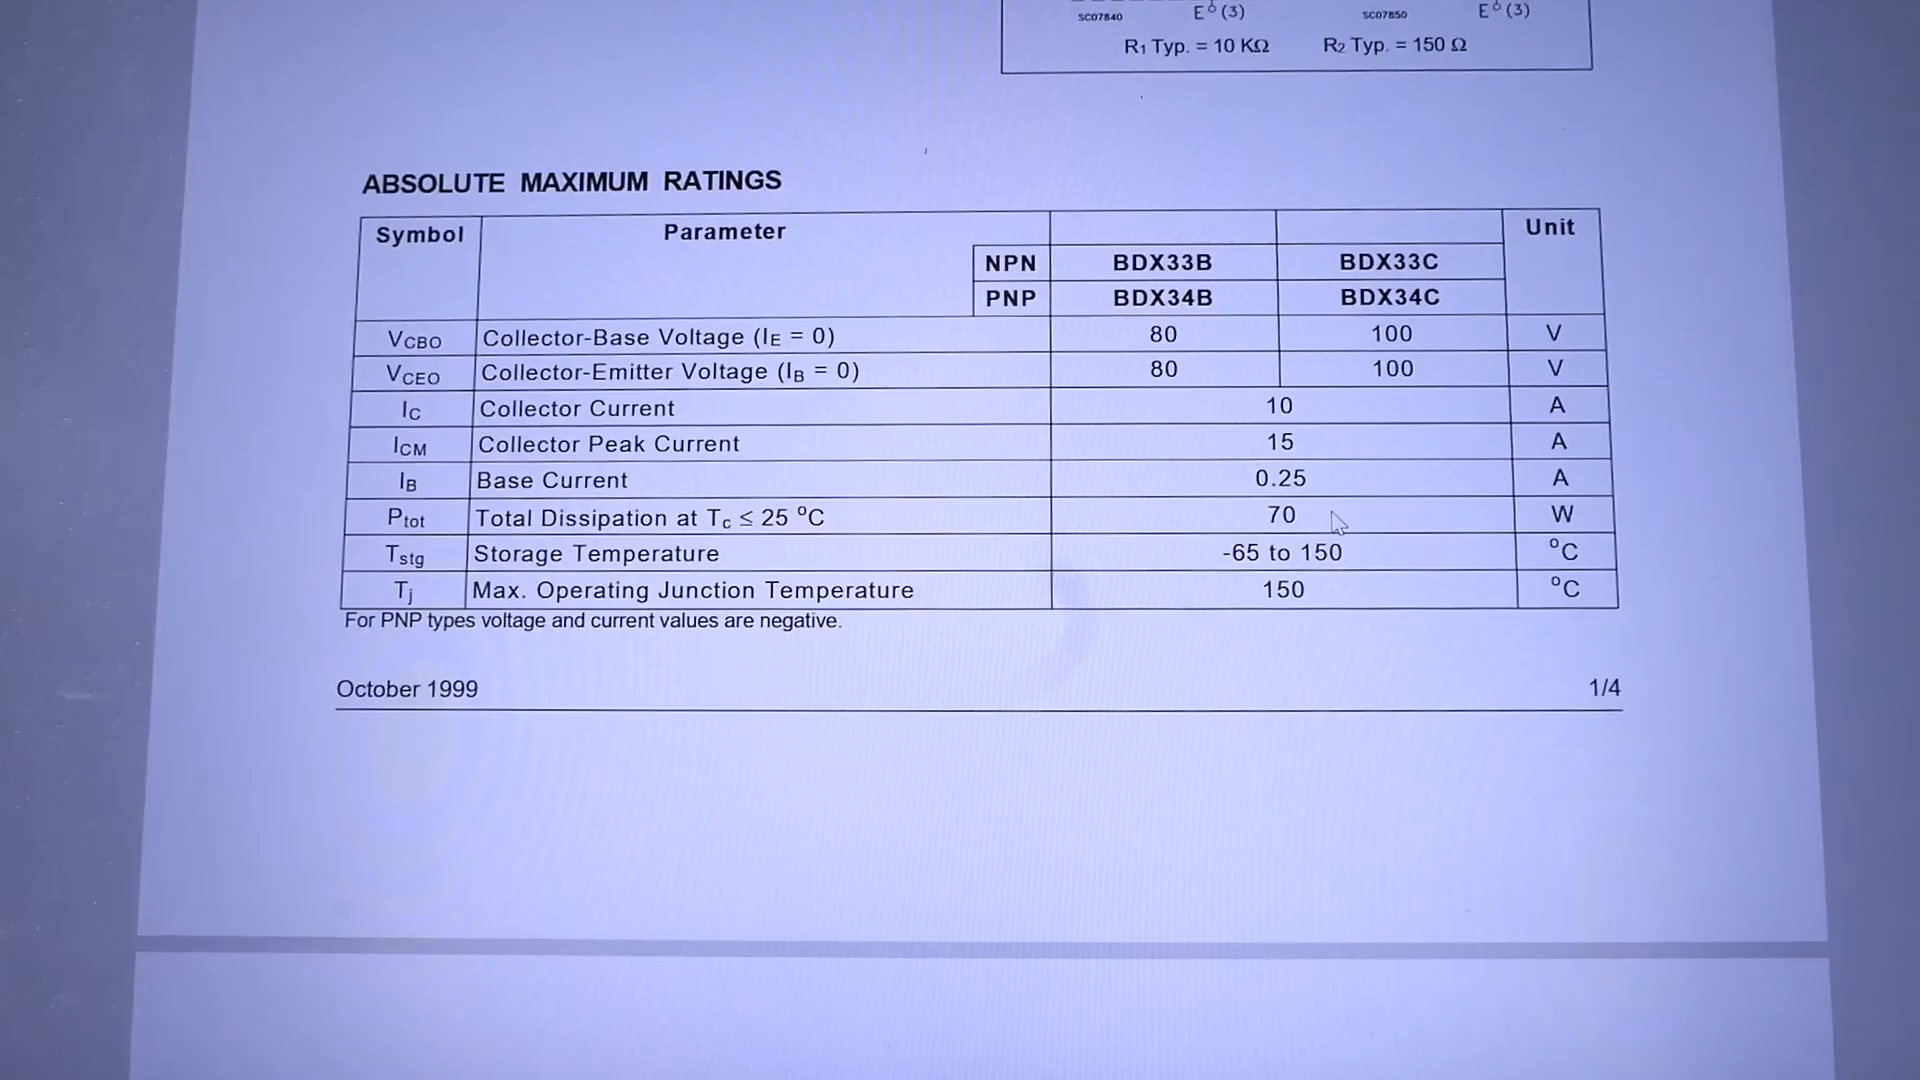 SC07840 E (3) SC07850 E (3)
R1 Typ. = 10 KΩ R2 Typ. = 150 Ω
ABSOLUTE MAXIMUM RATINGS
Symbol Parameter Unit
NPN BDX33B BDX33C
PNP BDX34B BDX34C
VCBO Collector-Base Voltage (IE = 0) 80 100 V
VCEO Collector-Emitter Voltage (IB = 0) 80 100 V
IC Collector Current 10 A
ICM Collector Peak Current 15 A
IB Base Current 0.25 A
Ptot Total Dissipation at Tc ≤ 25 °C 70 W
Tstg Storage Temperature -65 to 150 °C
Tj Max. Operating Junction Temperature 150 °C
For PNP types voltage and current values are negative.
October 1999 1/4